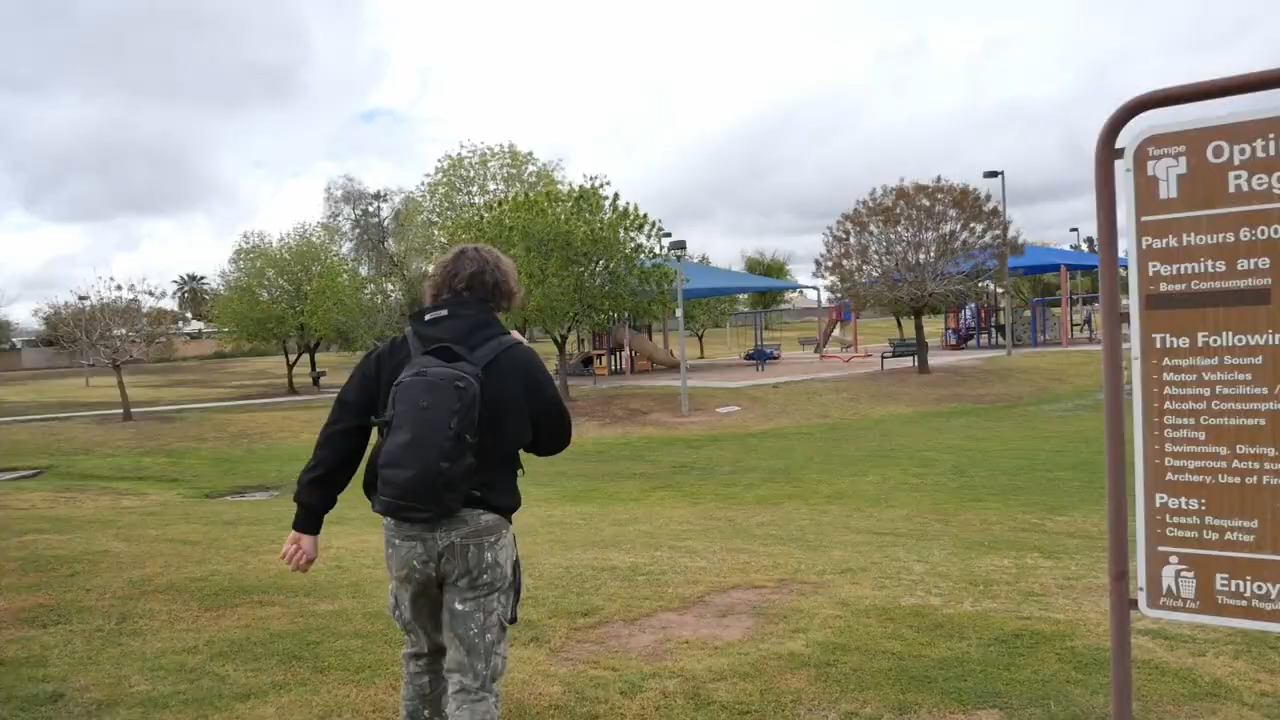 Tempe
Opti
Reg
Park Hours 6:00
Permits are
- Beer Consumption
The Followin
- Amplified Sound
- Motor Vehicles
- Abusing Facilities
- Alcohol Consumptio
- Glass Containers
- Golfing
- Swimming, Diving,
- Dangerous Acts su
Archery, Use of Fir
Pets:
- Leash Required
- Clean Up After
Pitch In!
Enjoy
These Regu